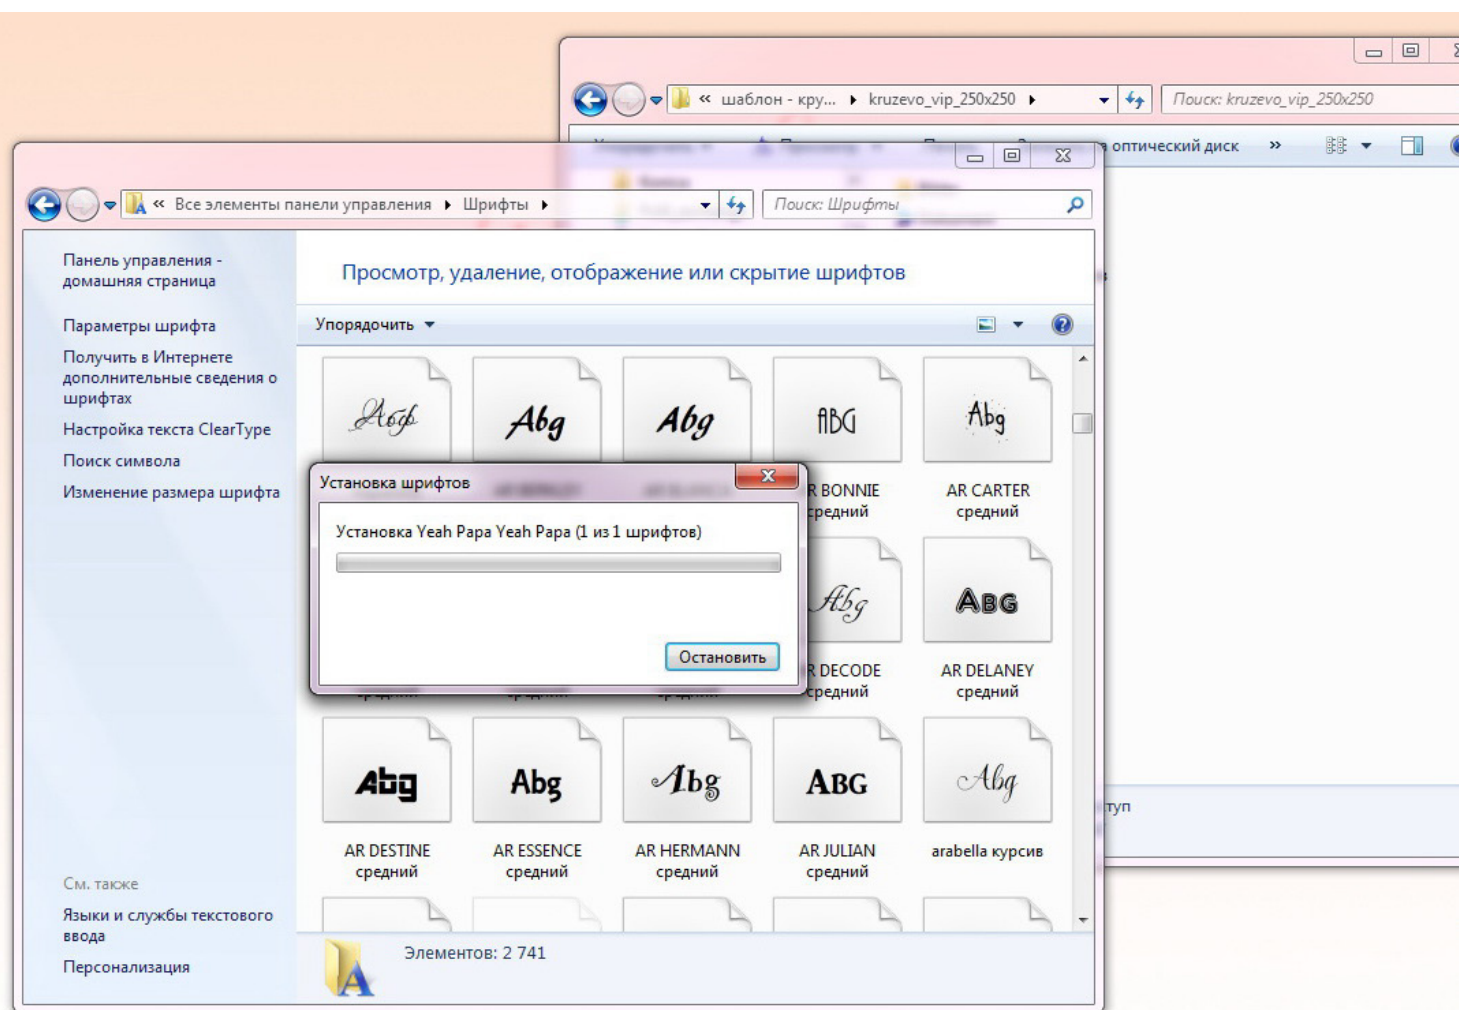 « шаблон - кру... ▸ kruzevo_vip_250x250 ▸
Поиск: kruzevo_vip_250x250
оптический диск »
« Все элементы панели управления ▸ Шрифты ▸
Поиск: Шрифты
Панель управления -
домашняя страница
Параметры шрифта
Получить в Интернете
дополнительные сведения о
шрифтах
Настройка текста ClearType
Поиск символа
Изменение размера шрифта
См. также
Языки и службы текстового
ввода
Персонализация
Просмотр, удаление, отображение или скрытие шрифтов
Упорядочить
Абф Abg Abg ABG Abg
Установка шрифтов
Установка Yeah Papa Yeah Papa (1 из 1 шрифтов)
Остановить
BONNIE
средний
AR CARTER
средний
Abg ABG
DECODE
средний
AR DELANEY
средний
Abg Abg Abg ABG Abg
AR DESTINE
средний
AR ESSENCE
средний
AR HERMANN
средний
AR JULIAN
средний
arabella курсив
Элементов: 2 741
туп